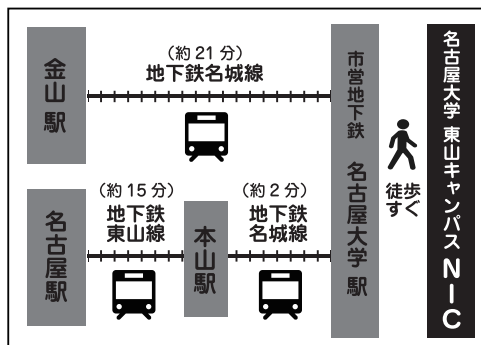 金山駅
（約21分）
地下鉄名城線
名古屋駅
（約15分）
地下鉄
東山線
本山駅
（約2分）
地下鉄
名城線
市営地下鉄 名古屋大学駅
徒歩
すぐ
名古屋大学 東山キャンパス NIC